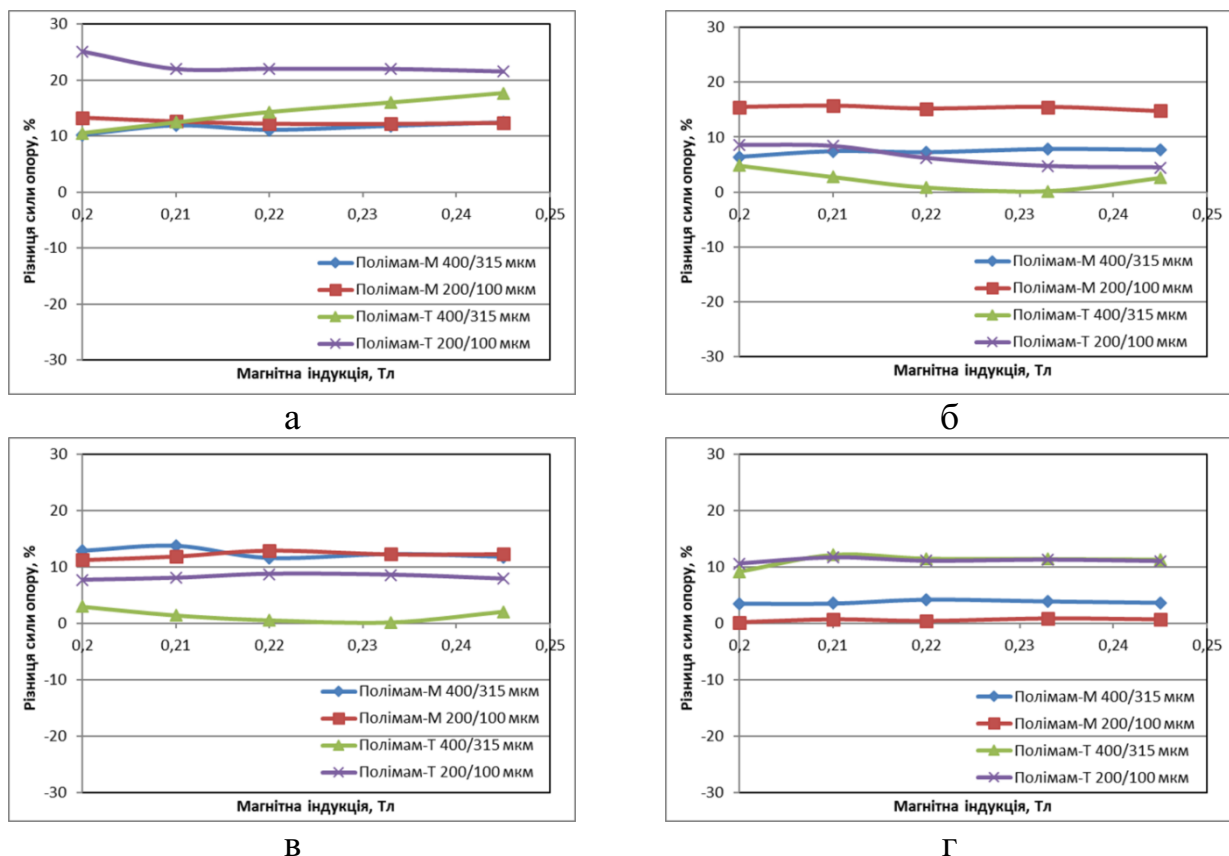 Різниця сили опору, %
30
20
10
0
-10
-20
-30
0,2 0,21 0,22 0,23 0,24 0,25
Полімам-М 400/315 мкм
Полімам-М 200/100 мкм
Полімам-Т 400/315 мкм
Полімам-Т 200/100 мкм
Магнітна індукція, Тл
а
Різниця сили опору, %
30
20
10
0
-10
-20
-30
0,2 0,21 0,22 0,23 0,24 0,25
Полімам-М 400/315 мкм
Полімам-М 200/100 мкм
Полімам-Т 400/315 мкм
Полімам-Т 200/100 мкм
Магнітна індукція, Тл
б
Різниця сили опору, %
30
20
10
0
-10
-20
-30
0,2 0,21 0,22 0,23 0,24 0,25
Полімам-М 400/315 мкм
Полімам-М 200/100 мкм
Полімам-Т 400/315 мкм
Полімам-Т 200/100 мкм
Магнітна індукція, Тл
в
Різниця сили опору, %
30
20
10
0
-10
-20
-30
0,2 0,21 0,22 0,23 0,24 0,25
Полімам-М 400/315 мкм
Полімам-М 200/100 мкм
Полімам-Т 400/315 мкм
Полімам-Т 200/100 мкм
Магнітна індукція, Тл
г